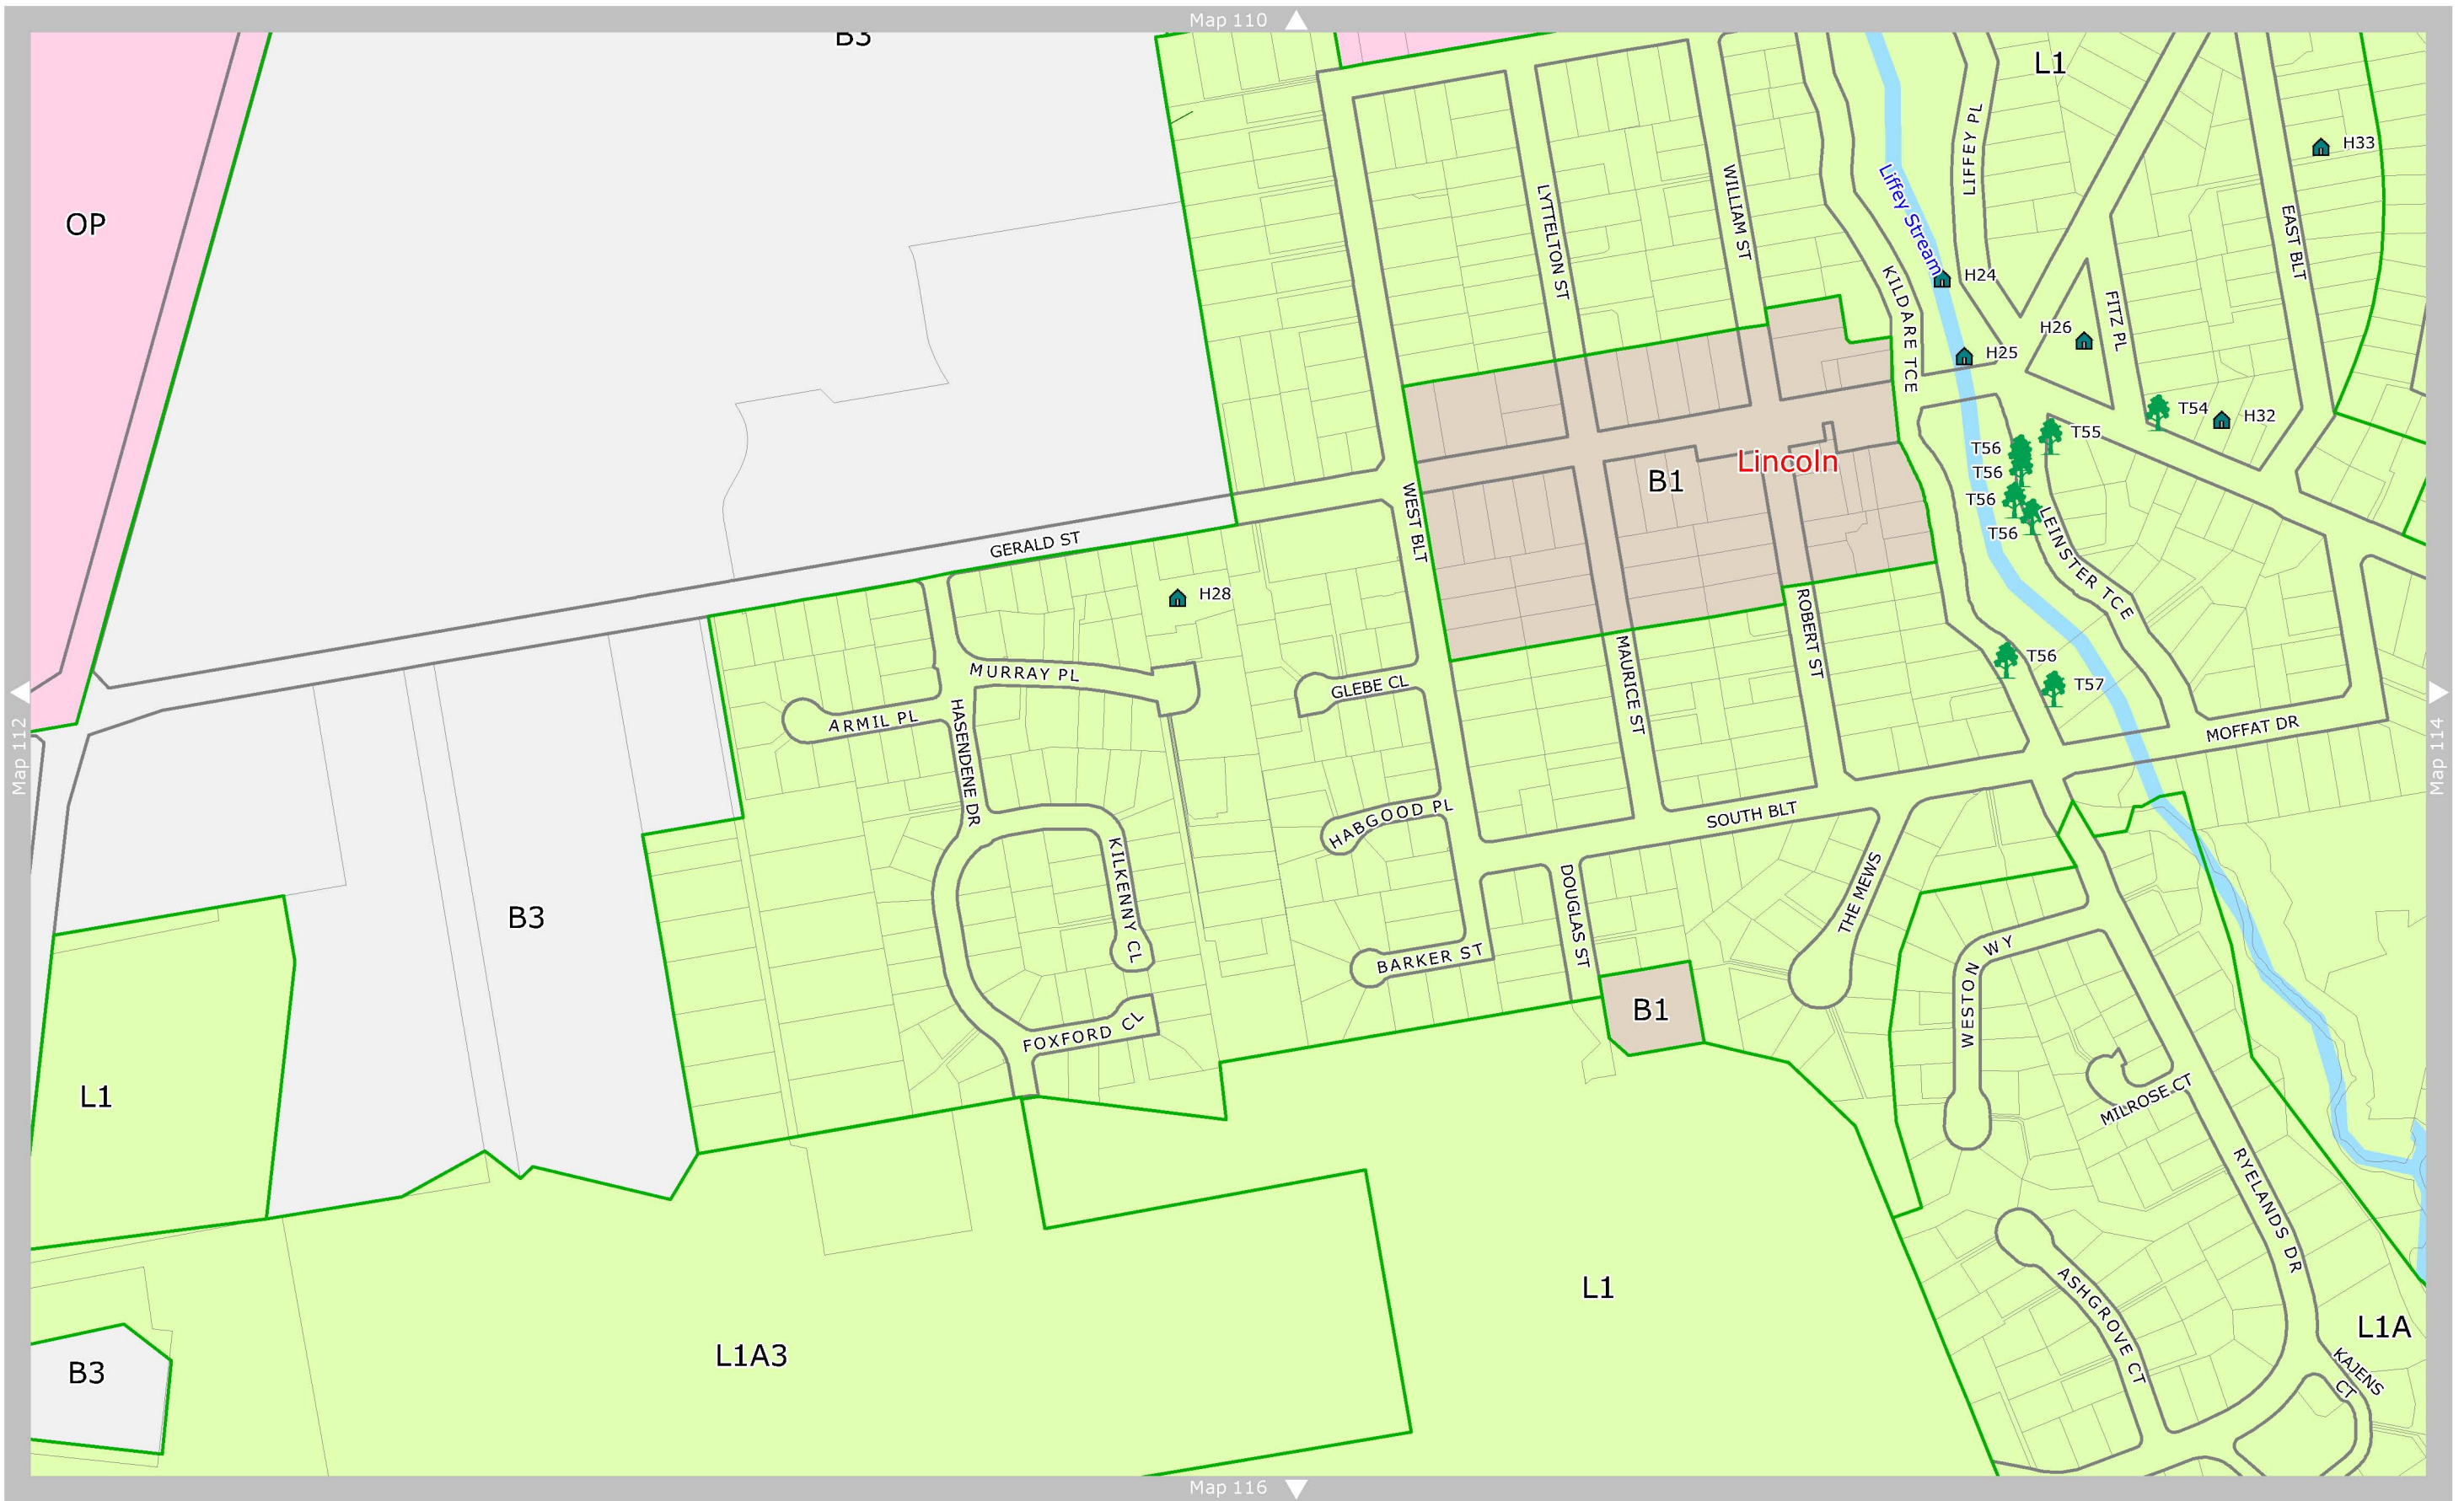 Map 110
B3
L1
OP
LIFFEY PL
H33
LYTTELTON ST
WILLIAM ST
Liffey Stream
EAST BLT
H24
KILDARE TCE
FITZ PL
H26
H25
T54
H32
T55
T56
T56
T56
T56
Lincoln
B1
WEST BLT
GERALD ST
LEINSTER TCE
H28
ROBERT ST
MAURICE ST
T56
T57
MURRAY PL
GLEBE CL
ARMIL PL
HASENDENE DR
MOFFAT DR
Map 112
Map 114
HABGOOD PL
SOUTH BLT
KILKENNY CL
DOUGLAS ST
THE MEWS
B3
BARKER ST
WESTON WY
B1
FOXFORD CL
L1
MILROSE CT
RYELANDS DR
L1
ASHGROVE CT
L1A
L1A3
B3
KAJENS
CT
Map 116